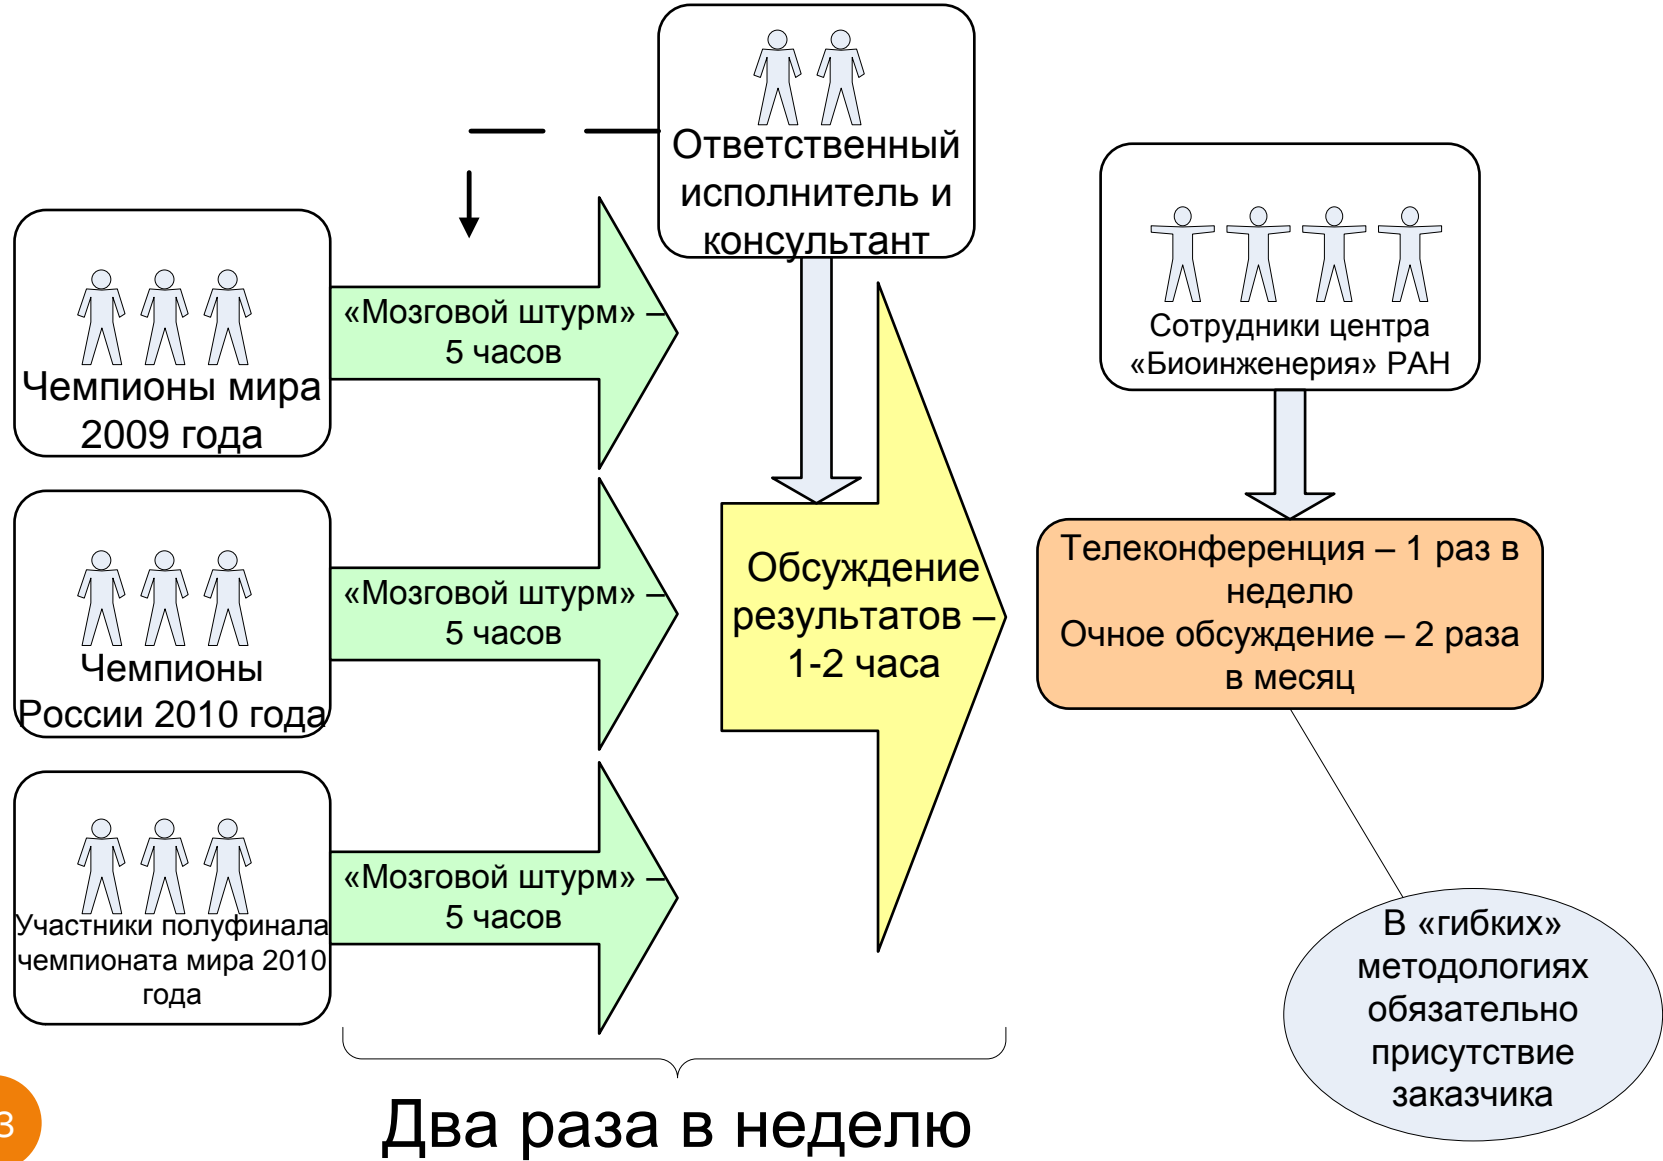 Ответственный
исполнитель и
консультант
Чемпионы мира
2009 года
«Мозговой штурм» –
5 часов
Сотрудники центра
«Биоинженерия» РАН
Чемпионы
России 2010 года
«Мозговой штурм» –
5 часов
Обсуждение
результатов –
1-2 часа
Телеконференция – 1 раз в
неделю
Очное обсуждение – 2 раза
в месяц
Участники полуфинала
чемпионата мира 2010
года
«Мозговой штурм» –
5 часов
В «гибких»
методологиях
обязательно
присутствие
заказчика
Два раза в неделю
3